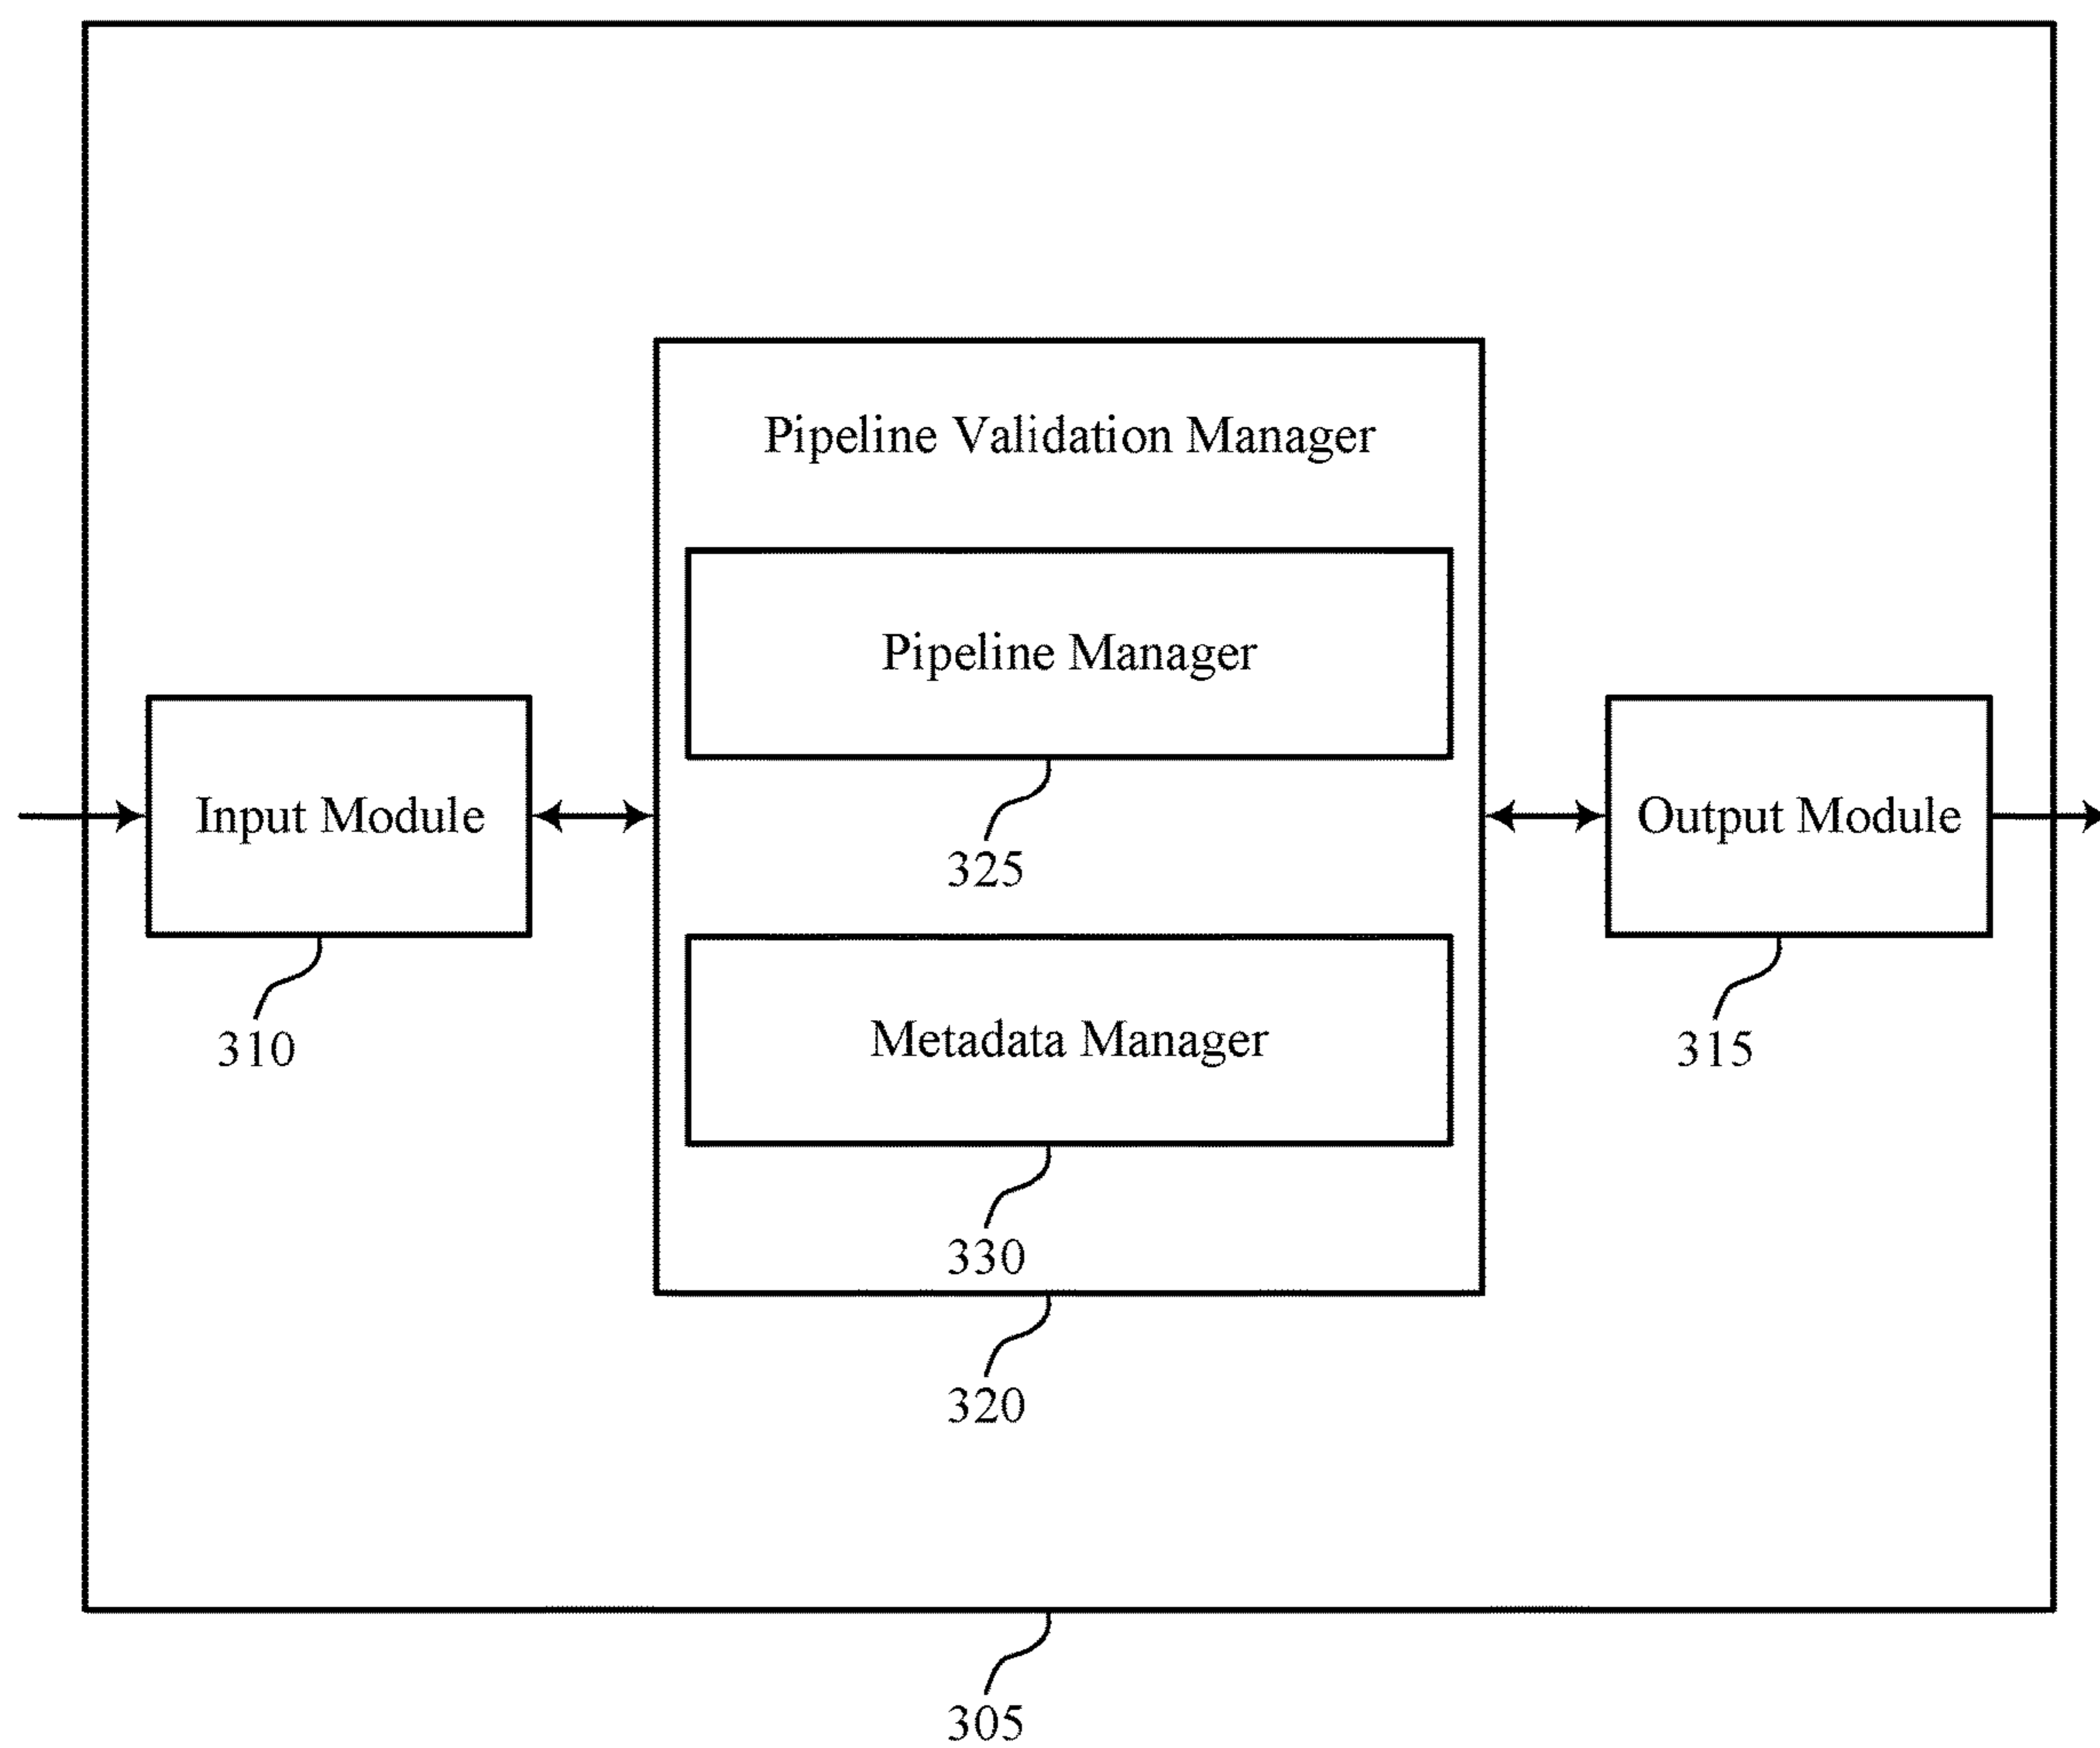 Pipeline Validation Manager
Pipeline Manager
325
Input Module
310
Output Module
315
Metadata Manager
330
320
305